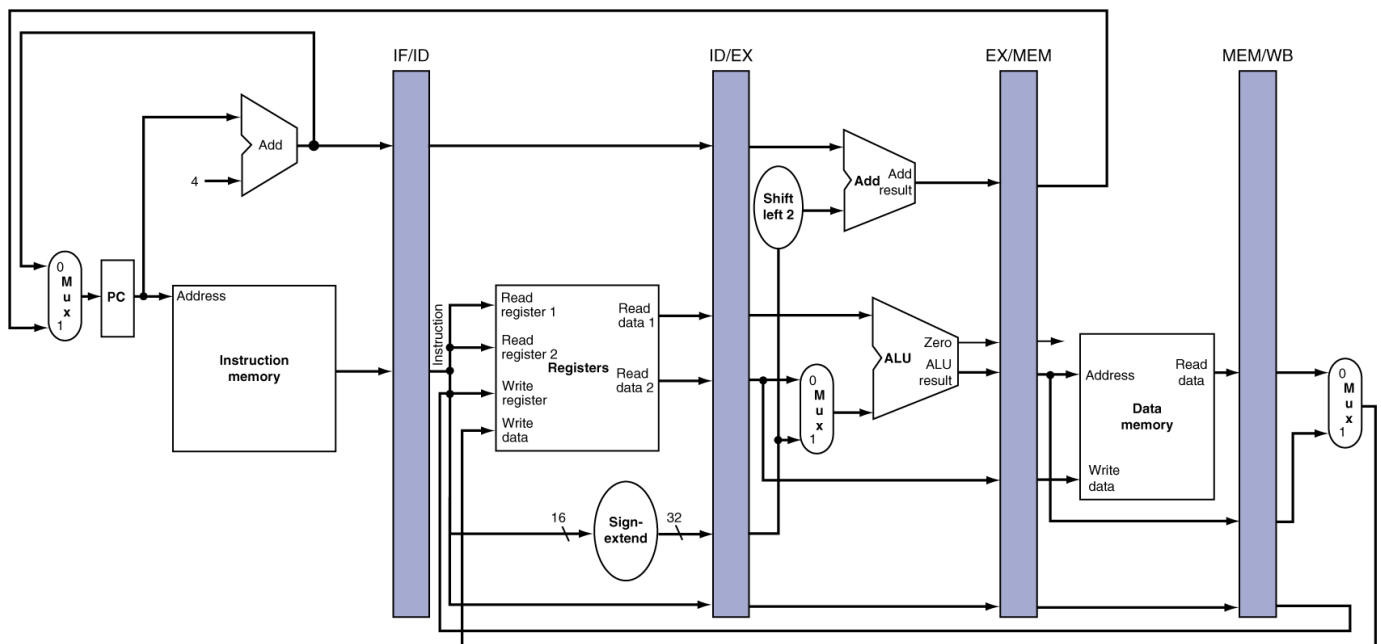 IF/ID
ID/EX
EX/MEM
MEM/WB
Add
4
Add
Add
result
Shift
left 2
0
M
u
x
1
PC
Address
Instruction
memory
Instruction
Read
register 1
Read
register 2
Write
register
Write
data
Registers
Read
data 1
Read
data 2
16
Sign-
extend
32
0
M
u
x
1
ALU
Zero
ALU
result
Address
Read
data
Data
memory
Write
data
0
M
u
x
1